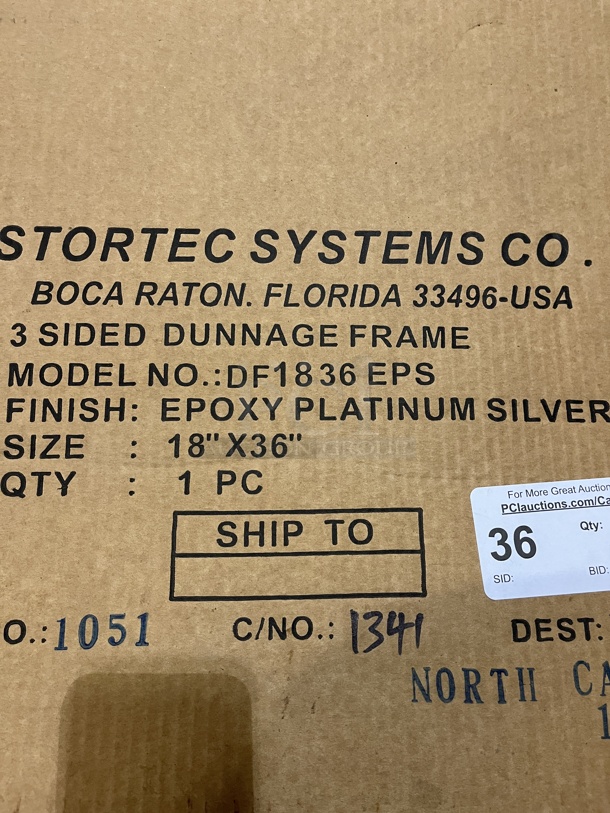 STORTEC SYSTEMS CO.
BOCA RATON. FLORIDA 33496-USA
3 SIDED DUNNAGE FRAME
MODEL NO.:DF1836 EPS
FINISH: EPOXY PLATINUM SILVER
SIZE : 18"X36"
QTY : 1 PC
SHIP TO
For More Great Auction
PCIauctions.com/Ca
36 Qty:
SID: BID:
O.:1051 C/NO.: 1341 DEST:
NORTH CA
1